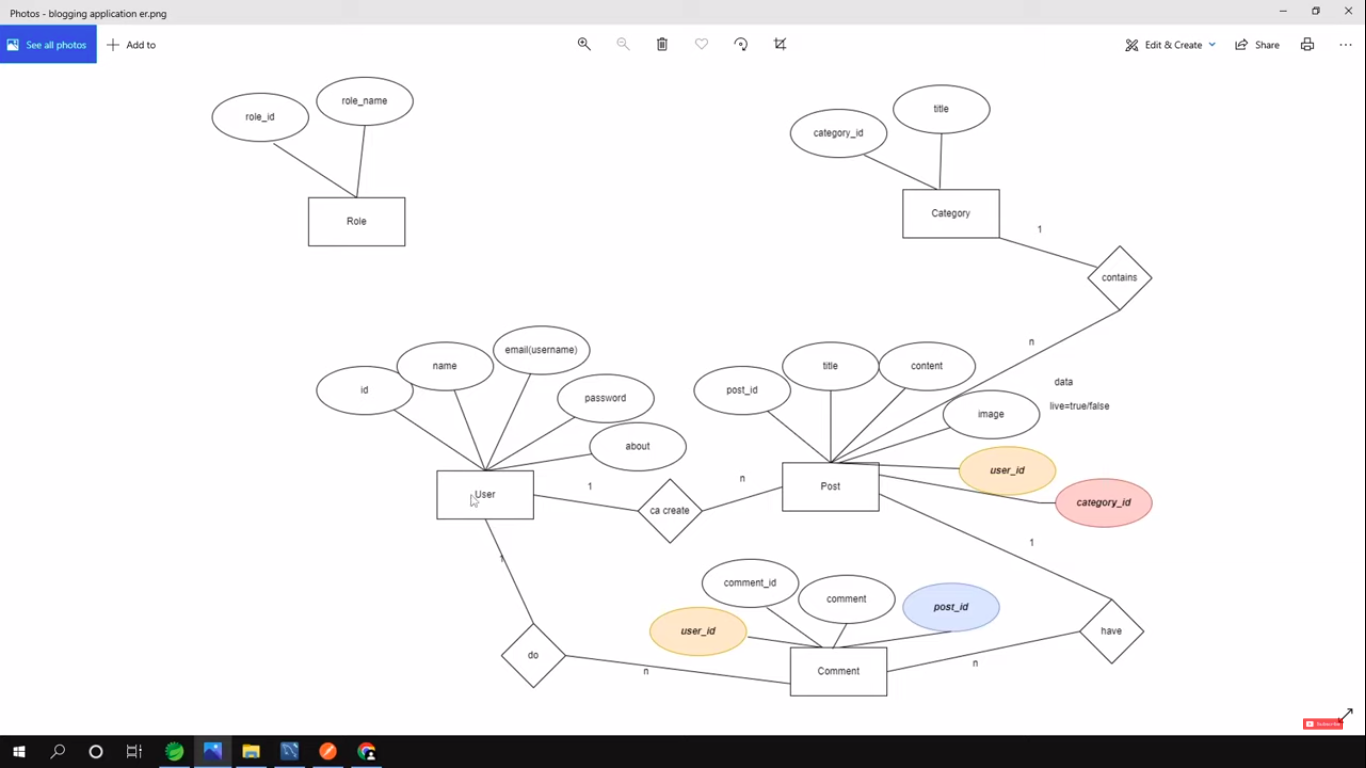 Photos - blogging application er.png
See all photos
Add to
Edit & Create
Share
role_id
role_name
Role
category_id
title
Category
1
contains
n
id
name
email(username)
password
about
User
1
ca create
n
post_id
title
content
image
data
live=true/false
user_id
category_id
Post
1
1
have
n
do
n
user_id
comment_id
comment
post_id
Comment